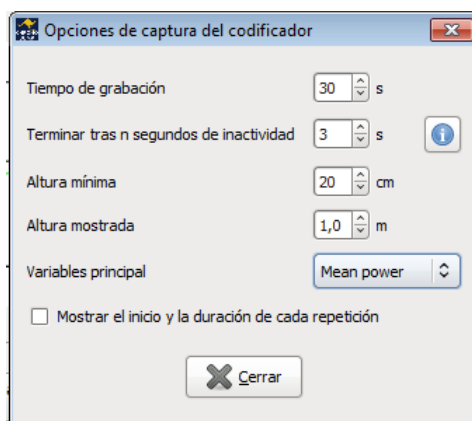 Opciones de captura del codificador
Tiempo de grabación 30 s
Terminar tras n segundos de inactividad 3 s
Altura mínima 20 cm
Altura mostrada 1,0 m
Variables principal Mean power
Mostrar el inicio y la duración de cada repetición
Cerrar